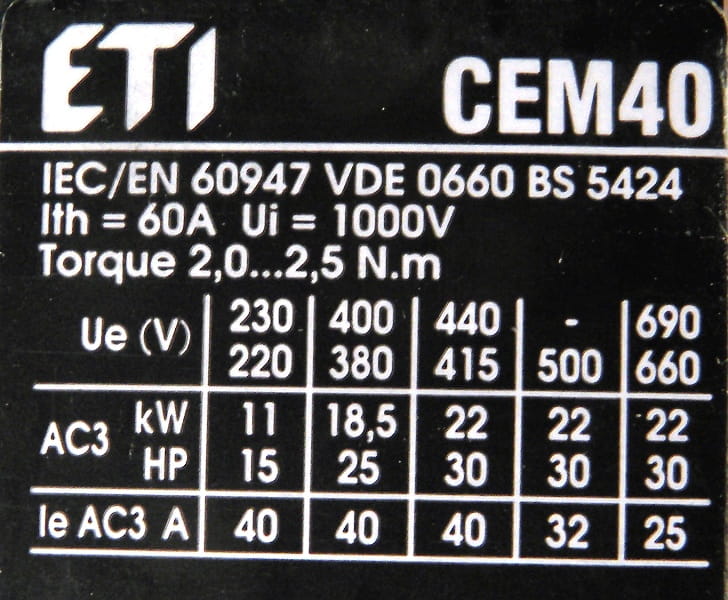 ETI
CEM40
IEC/EN 60947 VDE 0660 BS 5424
Ith = 60A Ui = 1000V
Torque 2,0...2,5 N.m
Ue (V) 230 400 440 - 690
220 380 415 500 660
AC3 kW 11 18,5 22 22 22
HP 15 25 30 30 30
Ie AC3 A 40 40 40 32 25